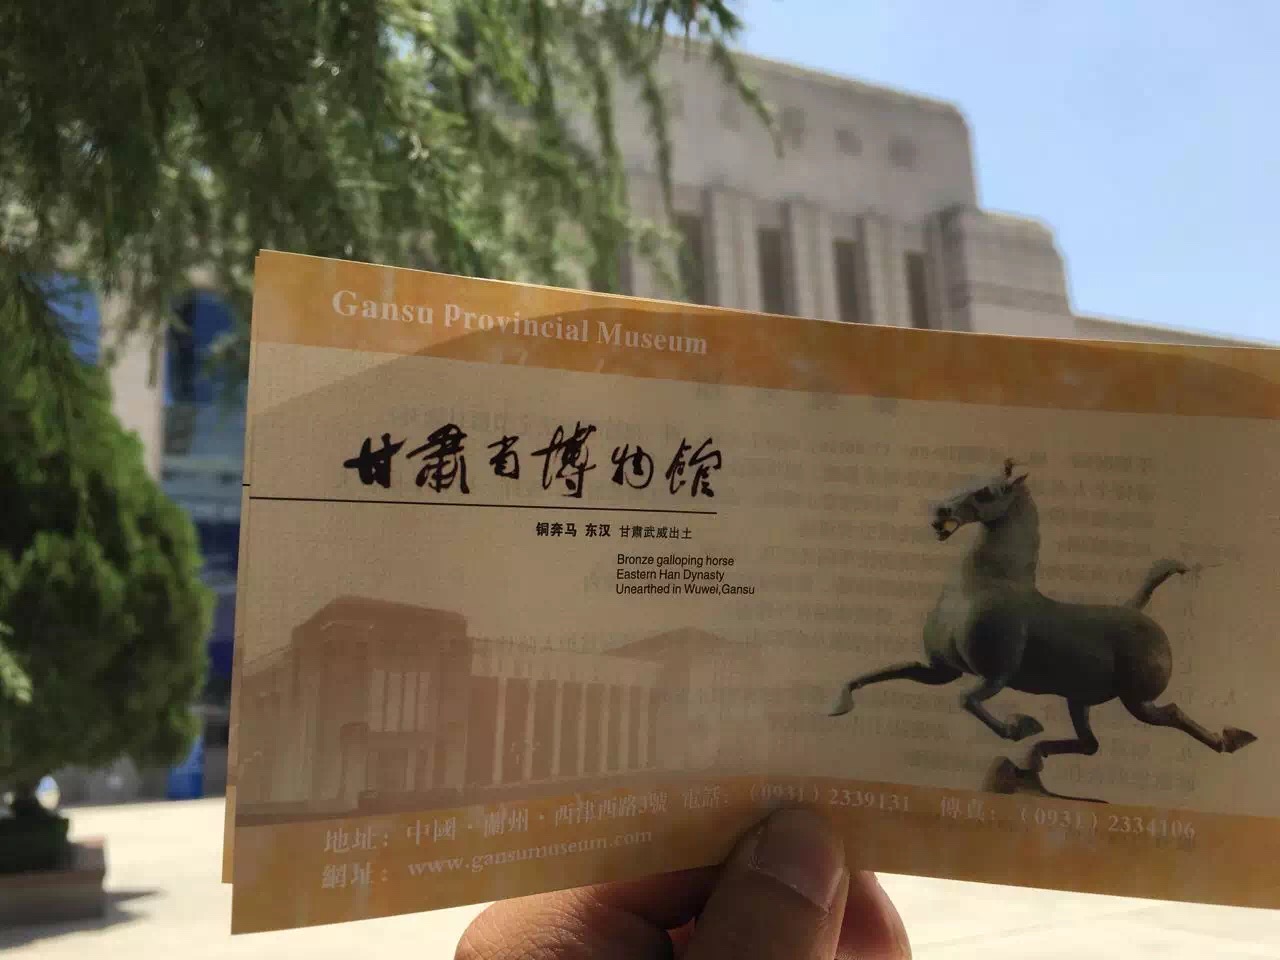 Gansu Provincial Museum
甘肅省博物館
铜奔马 东汉 甘肃武威出土
Bronze galloping horse
Eastern Han Dynasty
Unearthed in Wuwei,Gansu
地址：中國·蘭州·西津西路3號 電話：（0931）2339131 傳真：（0931）2334106
網址：www.gansumuseum.com